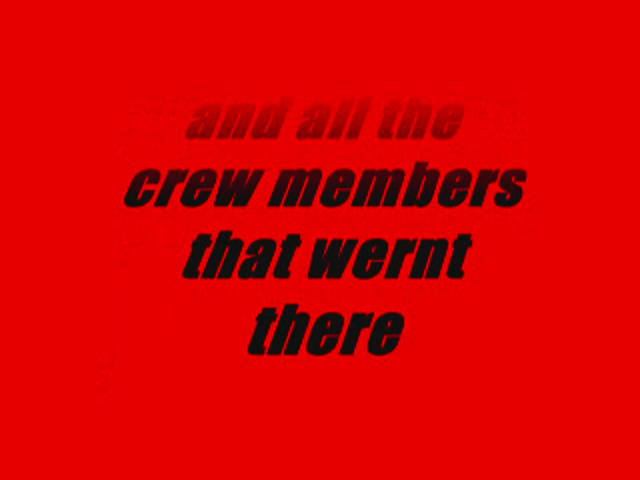 and all the
crew members
that wernt
there